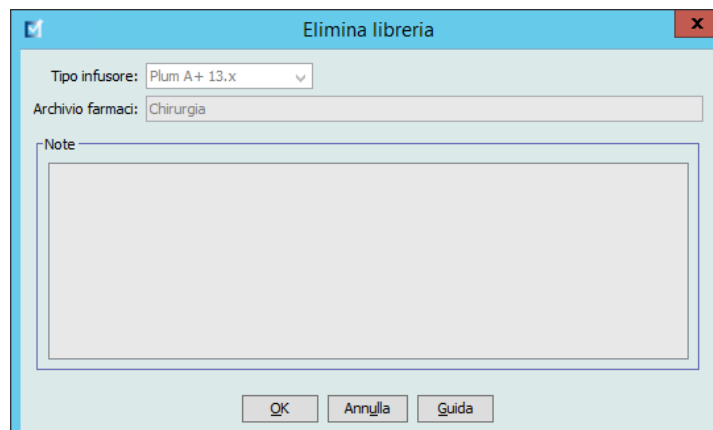 Elimina libreria
x
Tipo infusore: Plum A+ 13.x
Archivio farmaci: Chirurgia
Note
OK Annulla Guida